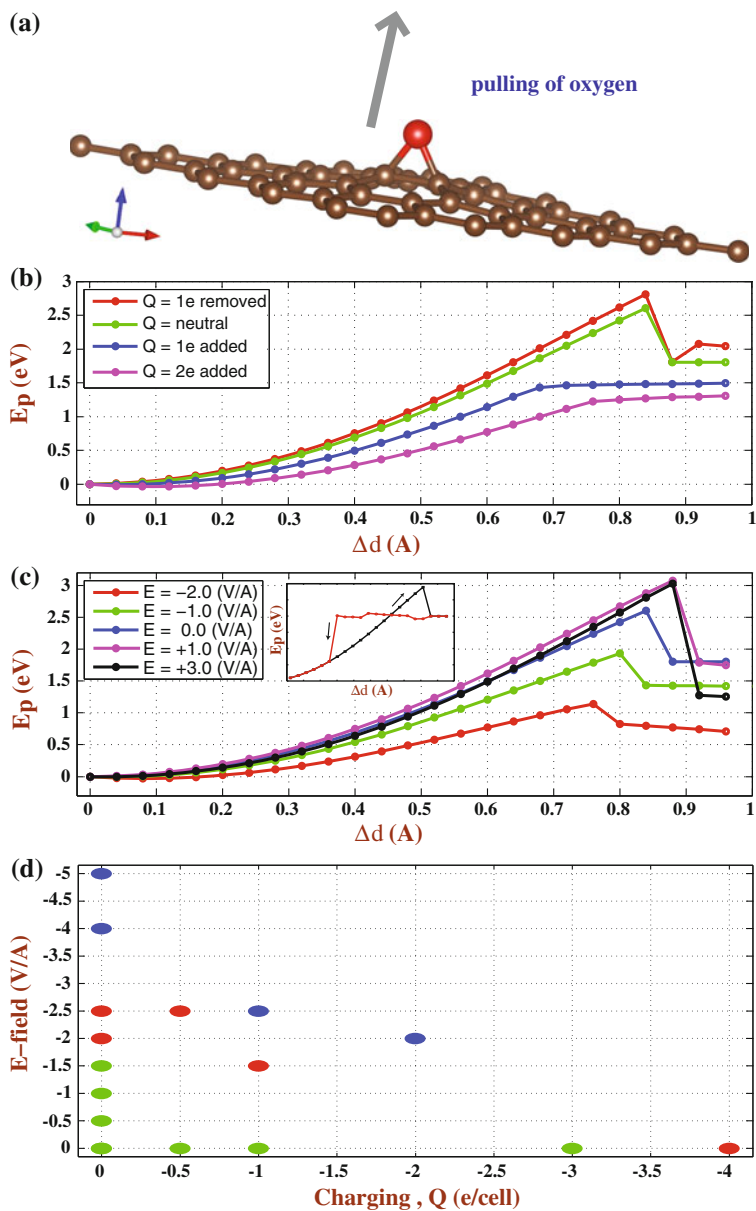 (a)
pulling of oxygen
(b)
3
2.5
2
1.5
1
0.5
0
Ep (eV)
Q = 1e removed
Q = neutral
Q = 1e added
Q = 2e added
0 0.1 0.2 0.3 0.4 0.5 0.6 0.7 0.8 0.9 1
Δd (A)
(c)
3
2.5
2
1.5
1
0.5
0
Ep (eV)
E = −2.0 (V/A)
E = −1.0 (V/A)
E = 0.0 (V/A)
E = +1.0 (V/A)
E = +3.0 (V/A)
Ep (eV)
Δd (A)
0 0.1 0.2 0.3 0.4 0.5 0.6 0.7 0.8 0.9 1
Δd (A)
(d)
-5
-4.5
-4
-3.5
-3
-2.5
-2
-1.5
-1
-0.5
0
E−field (V/A)
0 -0.5 -1 -1.5 -2 -2.5 -3 -3.5 -4
Charging , Q (e/cell)